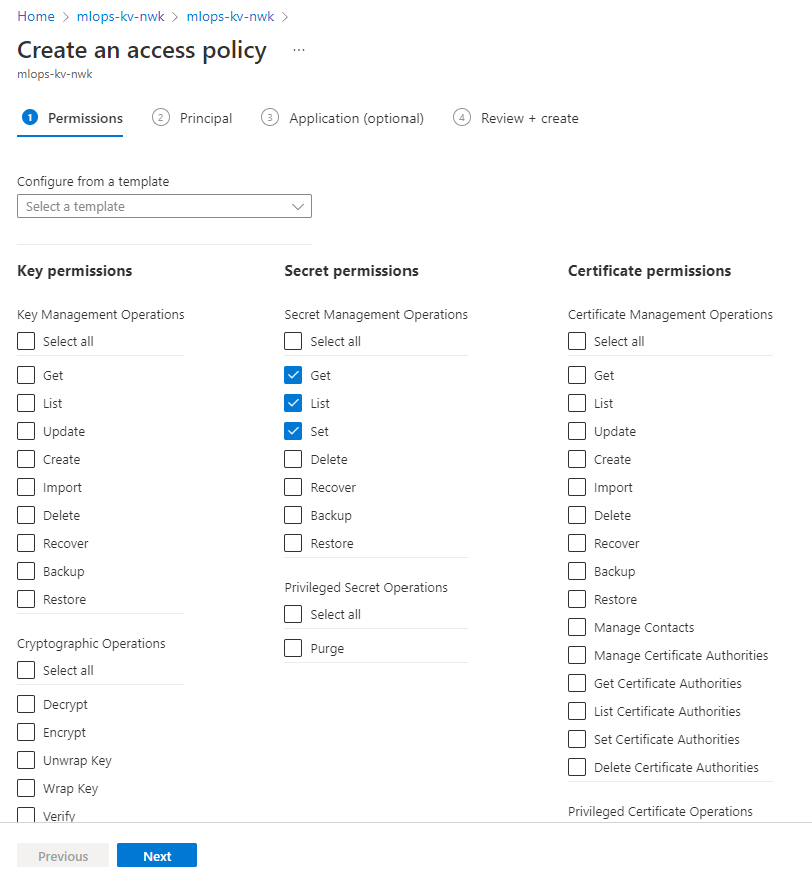 Home > mlops-kv-nwk > mlops-kv-nwk >
Create an access policy ...
mlops-kv-nwk
1 Permissions 2 Principal 3 Application (optional) 4 Review + create
Configure from a template
Select a template
Key permissions
Key Management Operations
Select all
Get
List
Update
Create
Import
Delete
Recover
Backup
Restore
Cryptographic Operations
Select all
Decrypt
Encrypt
Unwrap Key
Wrap Key
Verify
Secret permissions
Secret Management Operations
Select all
Get
List
Set
Delete
Recover
Backup
Restore
Privileged Secret Operations
Select all
Purge
Certificate permissions
Certificate Management Operations
Select all
Get
List
Update
Create
Import
Delete
Recover
Backup
Restore
Manage Contacts
Manage Certificate Authorities
Get Certificate Authorities
List Certificate Authorities
Set Certificate Authorities
Delete Certificate Authorities
Privileged Certificate Operations
Previous Next